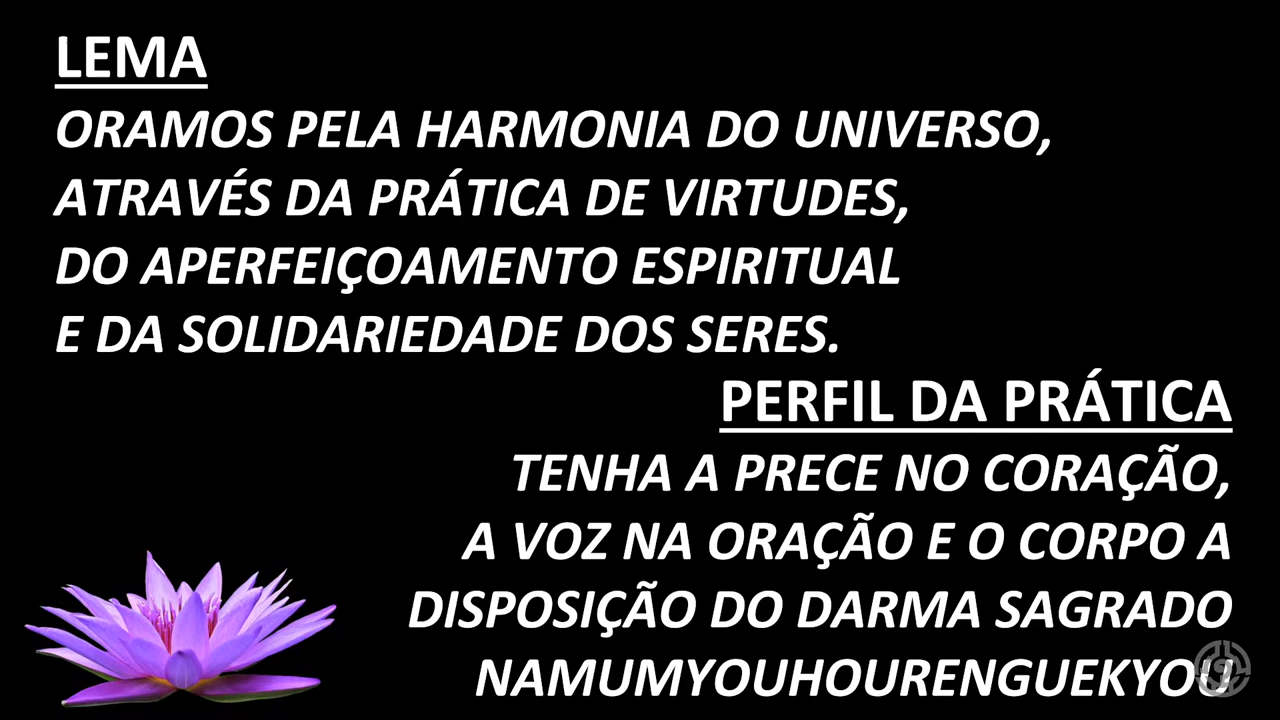 LEMA
ORAMOS PELA HARMONIA DO UNIVERSO,
ATRAVÉS DA PRÁTICA DE VIRTUDES,
DO APERFEIÇOAMENTO ESPIRITUAL
E DA SOLIDARIEDADE DOS SERES.
PERFIL DA PRÁTICA
TENHA A PRECE NO CORAÇÃO,
A VOZ NA ORAÇÃO E O CORPO A
DISPOSIÇÃO DO DARMA SAGRADO
NAMUMYOUHOURENGUEKYOU